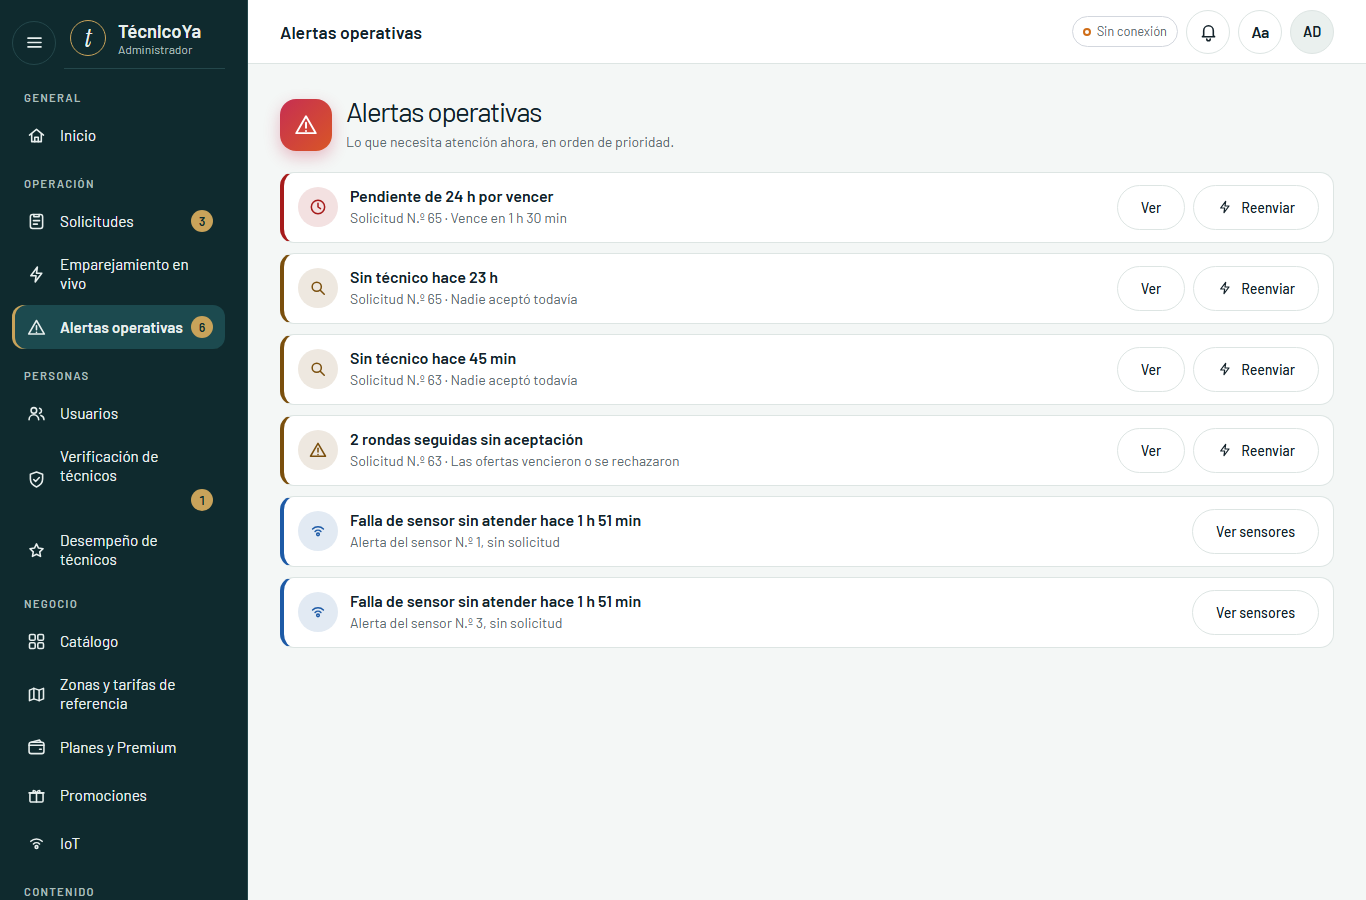 t
TécnIcoYa
Administrador
GENERAL
Inicio
OPERACIÓN
Solicitudes 3
Emparejamiento en
vivo
Alertas operativas 6
PERSONAS
Usuarios
Verificación de
técnicos
1
Desempeño de
técnicos
NEGOCIO
Catálogo
Zonas y tarifas de
referencia
Planes y Premium
Promociones
IoT
CONTENIDO
Alertas operativas
Sin conexión
Aa
AD
Alertas operativas
Lo que necesita atención ahora, en orden de prioridad.
Pendiente de 24 h por vencer
Solicitud N.º 65 · Vence en 1 h 30 min
Ver Reenviar
Sin técnico hace 23 h
Solicitud N.º 65 · Nadie aceptó todavía
Ver Reenviar
Sin técnico hace 45 min
Solicitud N.º 63 · Nadie aceptó todavía
Ver Reenviar
2 rondas seguidas sin aceptación
Solicitud N.º 63 · Las ofertas vencieron o se rechazaron
Ver Reenviar
Falla de sensor sin atender hace 1 h 51 min
Alerta del sensor N.º 1, sin solicitud
Ver sensores
Falla de sensor sin atender hace 1 h 51 min
Alerta del sensor N.º 3, sin solicitud
Ver sensores